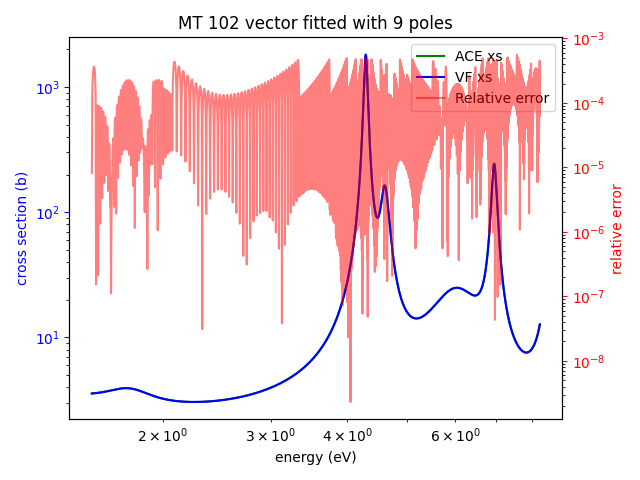 MT 102 vector fitted with 9 poles
ACE xs
VF xs
Relative error
cross section (b)
10³
10²
10¹
relative error
10⁻³
10⁻⁴
10⁻⁵
10⁻⁶
10⁻⁷
10⁻⁸
2 × 10⁰
3 × 10⁰
4 × 10⁰
6 × 10⁰
energy (eV)